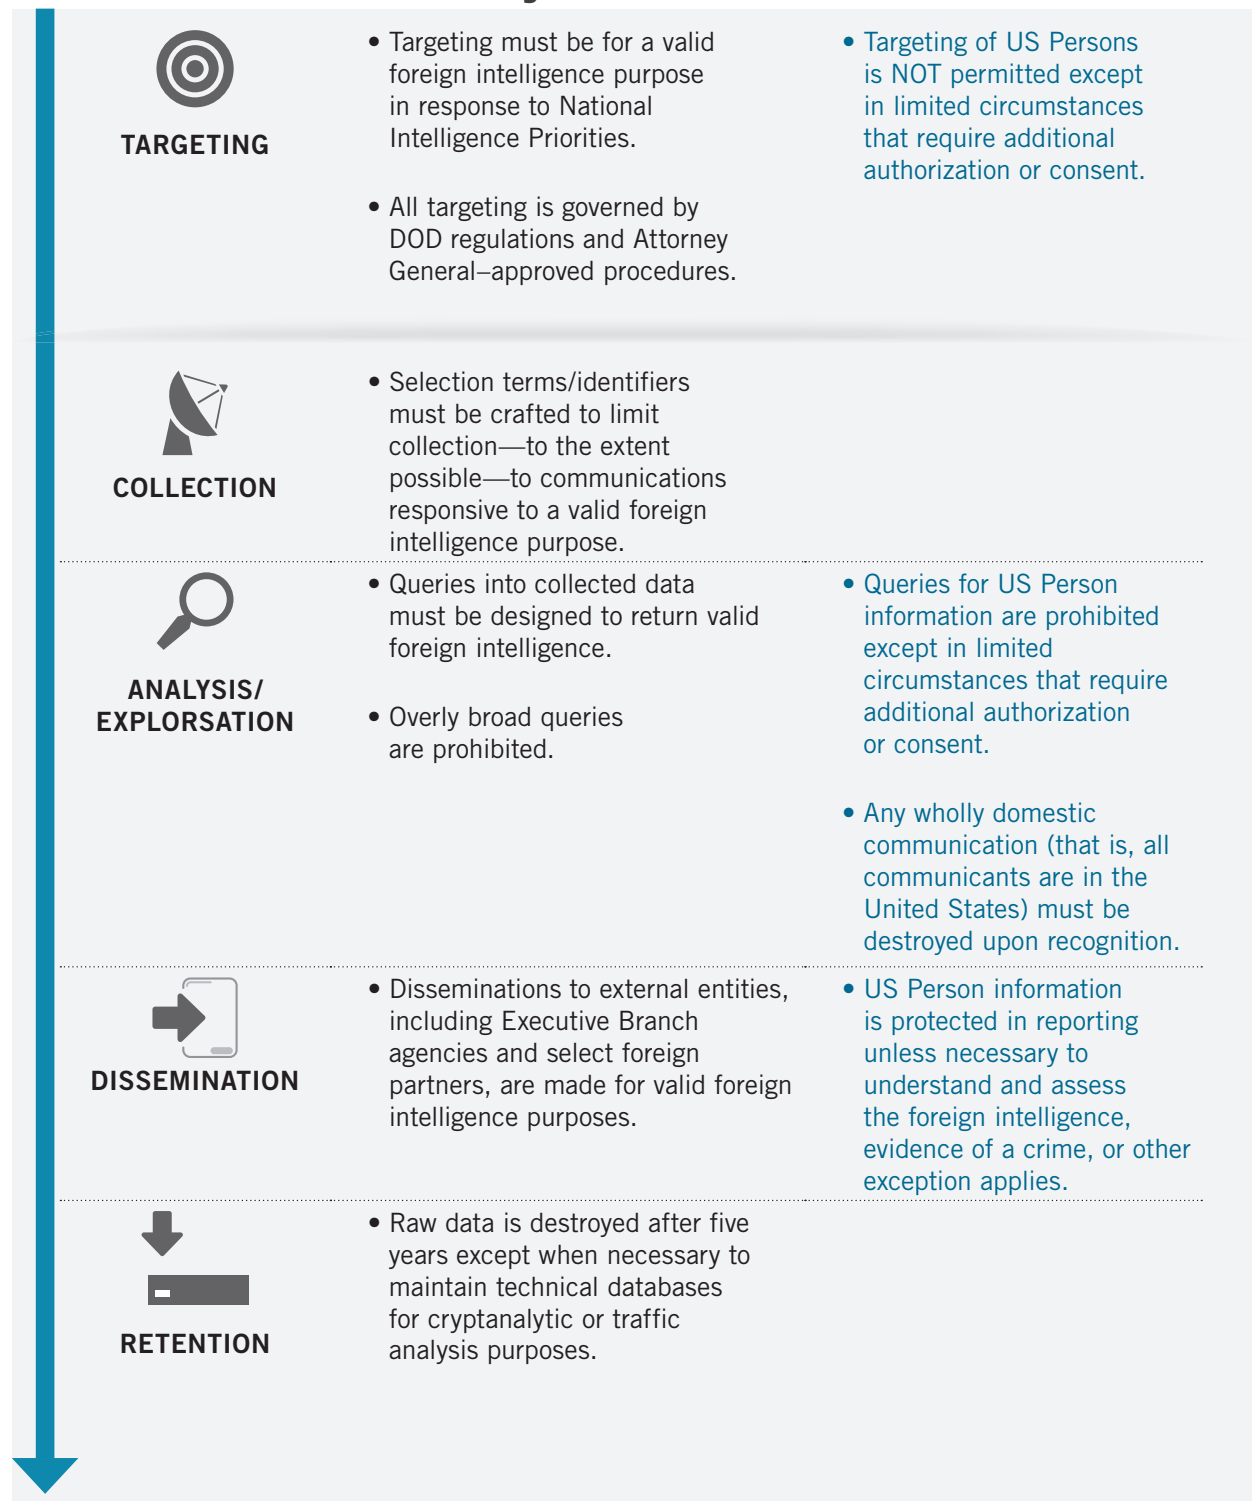 TARGETING
• Targeting must be for a valid
foreign intelligence purpose
in response to National
Intelligence Priorities.
• All targeting is governed by
DOD regulations and Attorney
General–approved procedures.
• Targeting of US Persons
is NOT permitted except
in limited circumstances
that require additional
authorization or consent.
COLLECTION
• Selection terms/identifiers
must be crafted to limit
collection—to the extent
possible—to communications
responsive to a valid foreign
intelligence purpose.
ANALYSIS/
EXPLORSATION
• Queries into collected data
must be designed to return valid
foreign intelligence.
• Overly broad queries
are prohibited.
• Queries for US Person
information are prohibited
except in limited
circumstances that require
additional authorization
or consent.
• Any wholly domestic
communication (that is, all
communicants are in the
United States) must be
destroyed upon recognition.
DISSEMINATION
• Disseminations to external entities,
including Executive Branch
agencies and select foreign
partners, are made for valid foreign
intelligence purposes.
• US Person information
is protected in reporting
unless necessary to
understand and assess
the foreign intelligence,
evidence of a crime, or other
exception applies.
RETENTION
• Raw data is destroyed after five
years except when necessary to
maintain technical databases
for cryptanalytic or traffic
analysis purposes.